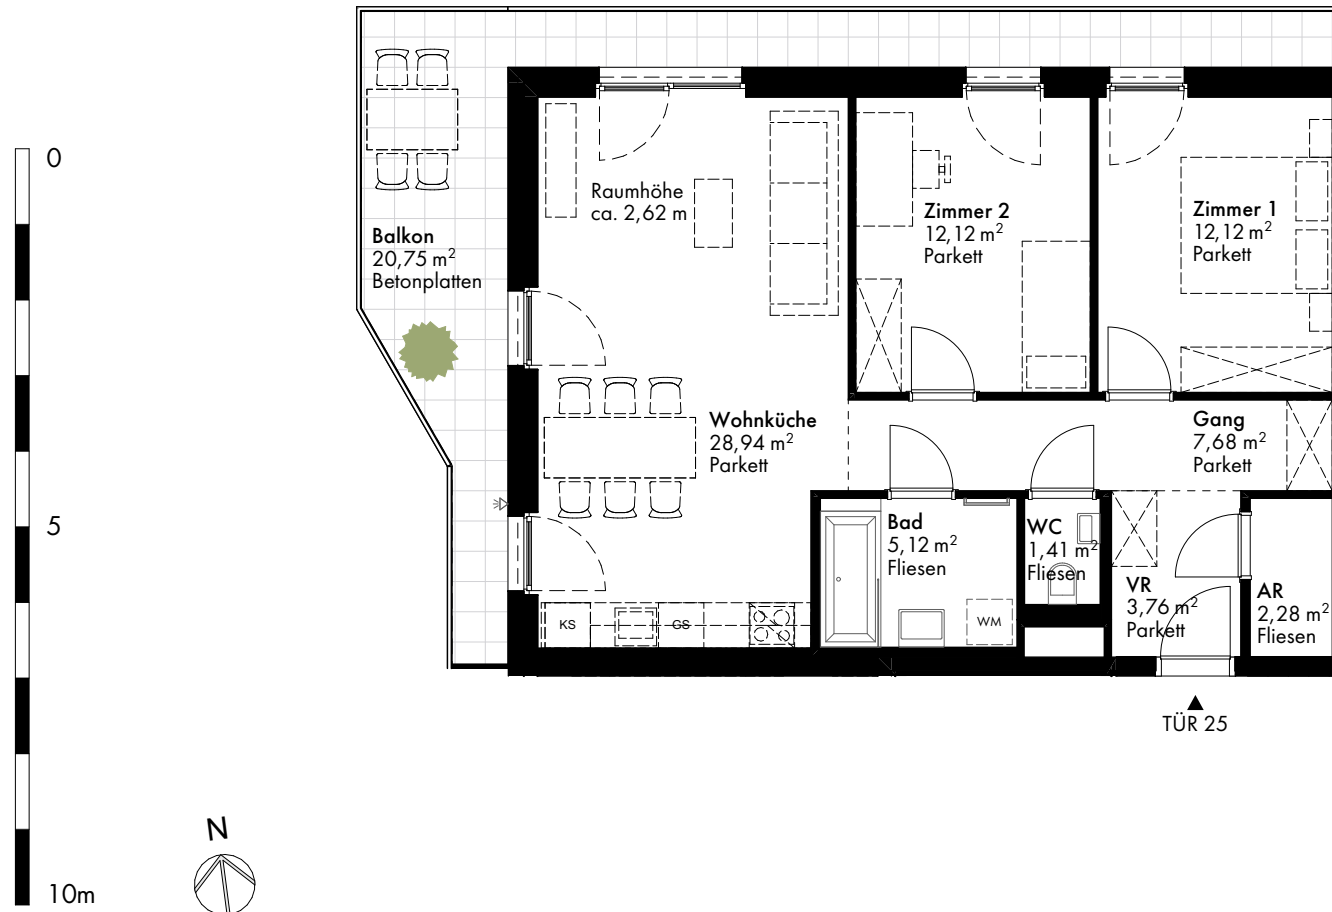 0
5
10m
N
Balkon
20,75 m²
Betonplatten
Raumhöhe
ca. 2,62 m
Zimmer 2
12,12 m²
Parkett
Zimmer 1
12,12 m²
Parkett
Wohnküche
28,94 m²
Parkett
Gang
7,68 m²
Parkett
Bad
5,12 m²
Fliesen
WC
1,41 m²
Fliesen
VR
3,76 m²
Parkett
AR
2,28 m²
Fliesen
KS
GS
WM
TÜR 25